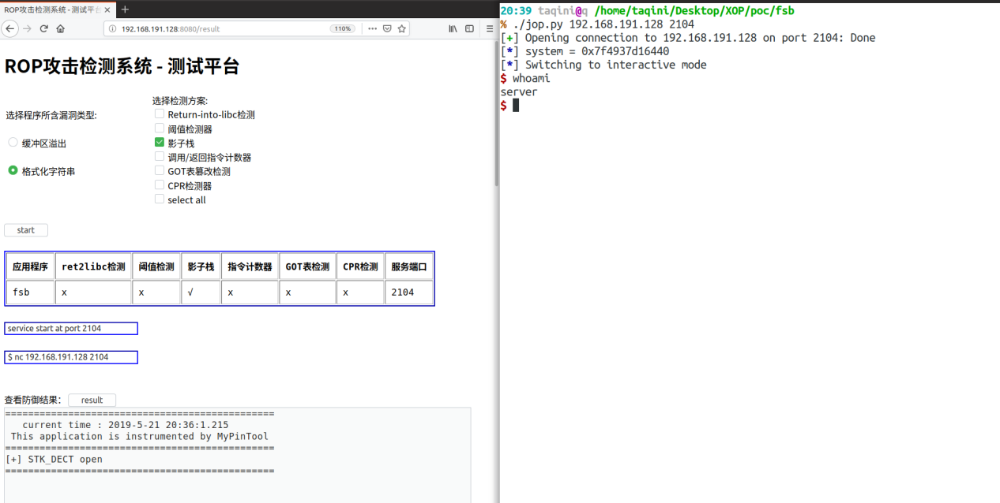 ROP攻击检测系统 - 测试平台
192.168.191.128:8080/result
110%
ROP攻击检测系统 - 测试平台
选择程序所含漏洞类型:
缓冲区溢出
格式化字符串
选择检测方案:
Return-into-libc检测
阈值检测器
影子栈
调用/返回指令计数器
GOT表篡改检测
CPR检测器
select all
start
应用程序 ret2libc检测 阈值检测 影子栈 指令计数器 GOT表检测 CPR检测 服务端口
fsb x x √ x x x 2104
service start at port 2104
$ nc 192.168.191.128 2104
查看防御结果: result
===============================================
current time : 2019-5-21 20:36:1.215
This application is instrumented by MyPinTool
===============================================
[+] STK_DECT open
===============================================
20:39 taqini@q /home/taqini/Desktop/XOP/poc/fsb
% ./jop.py 192.168.191.128 2104
[+] Opening connection to 192.168.191.128 on port 2104: Done
[*] system = 0x7f4937d16440
[*] Switching to interactive mode
$ whoami
server
$